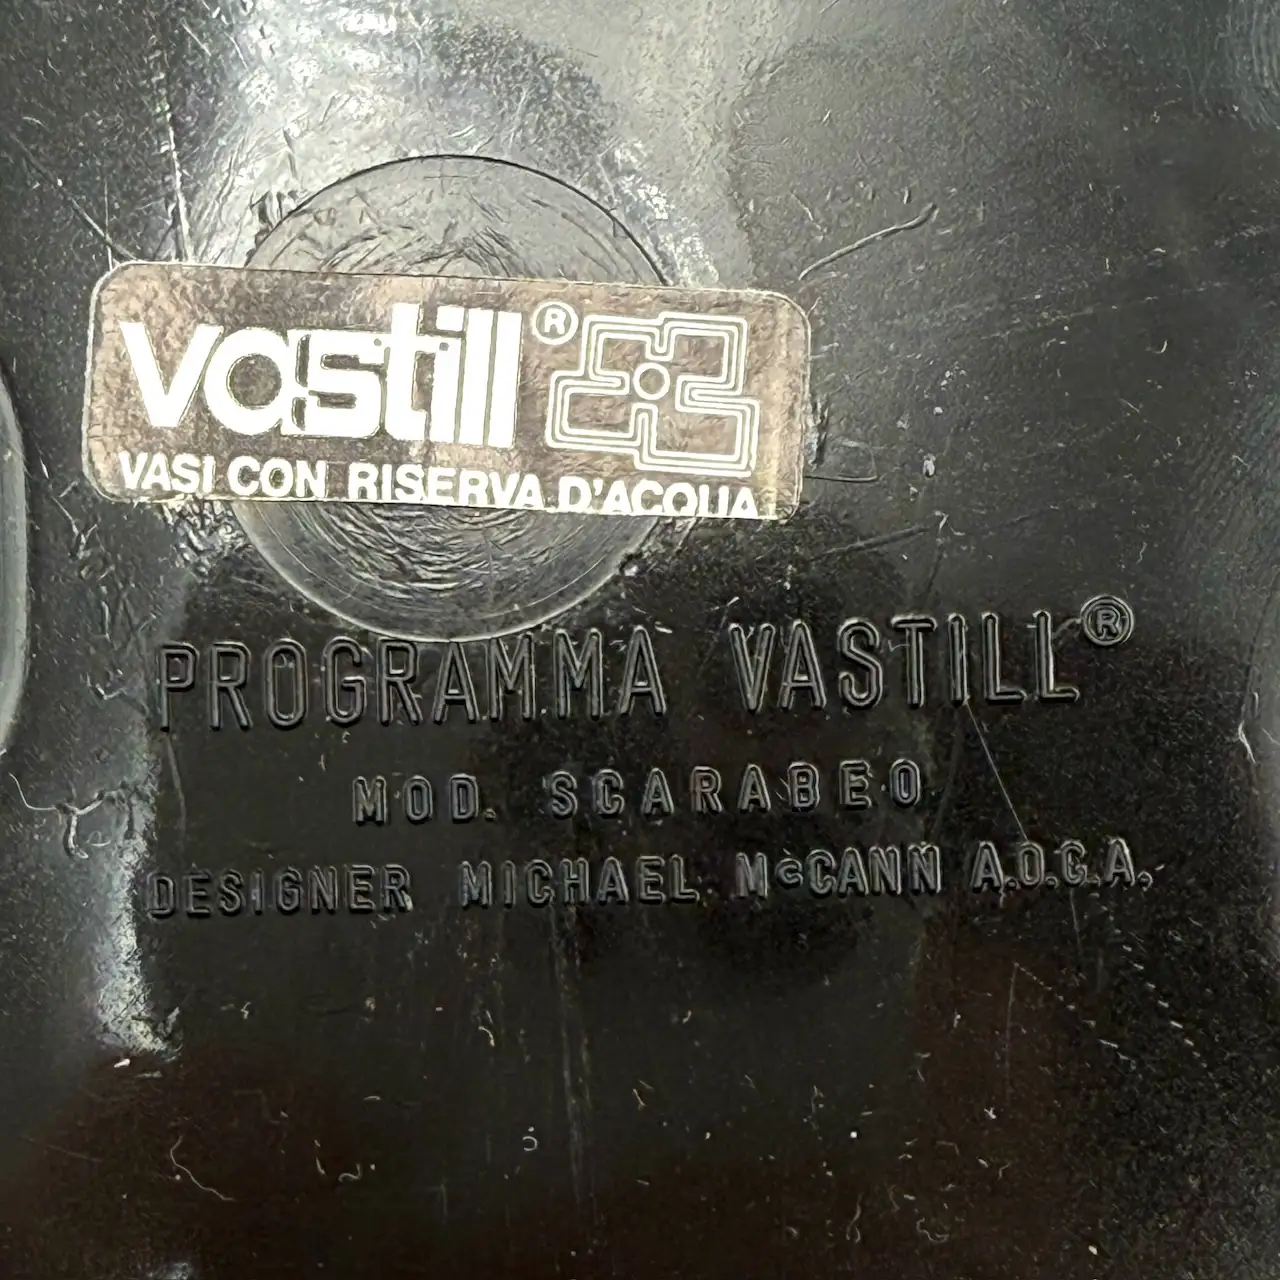 vastill®
VASI CON RISERVA D'ACQUA
PROGRAMMA VASTILL®
MOD. SCARABEO
DESIGNER MICHAEL McCANN A.O.C.A.